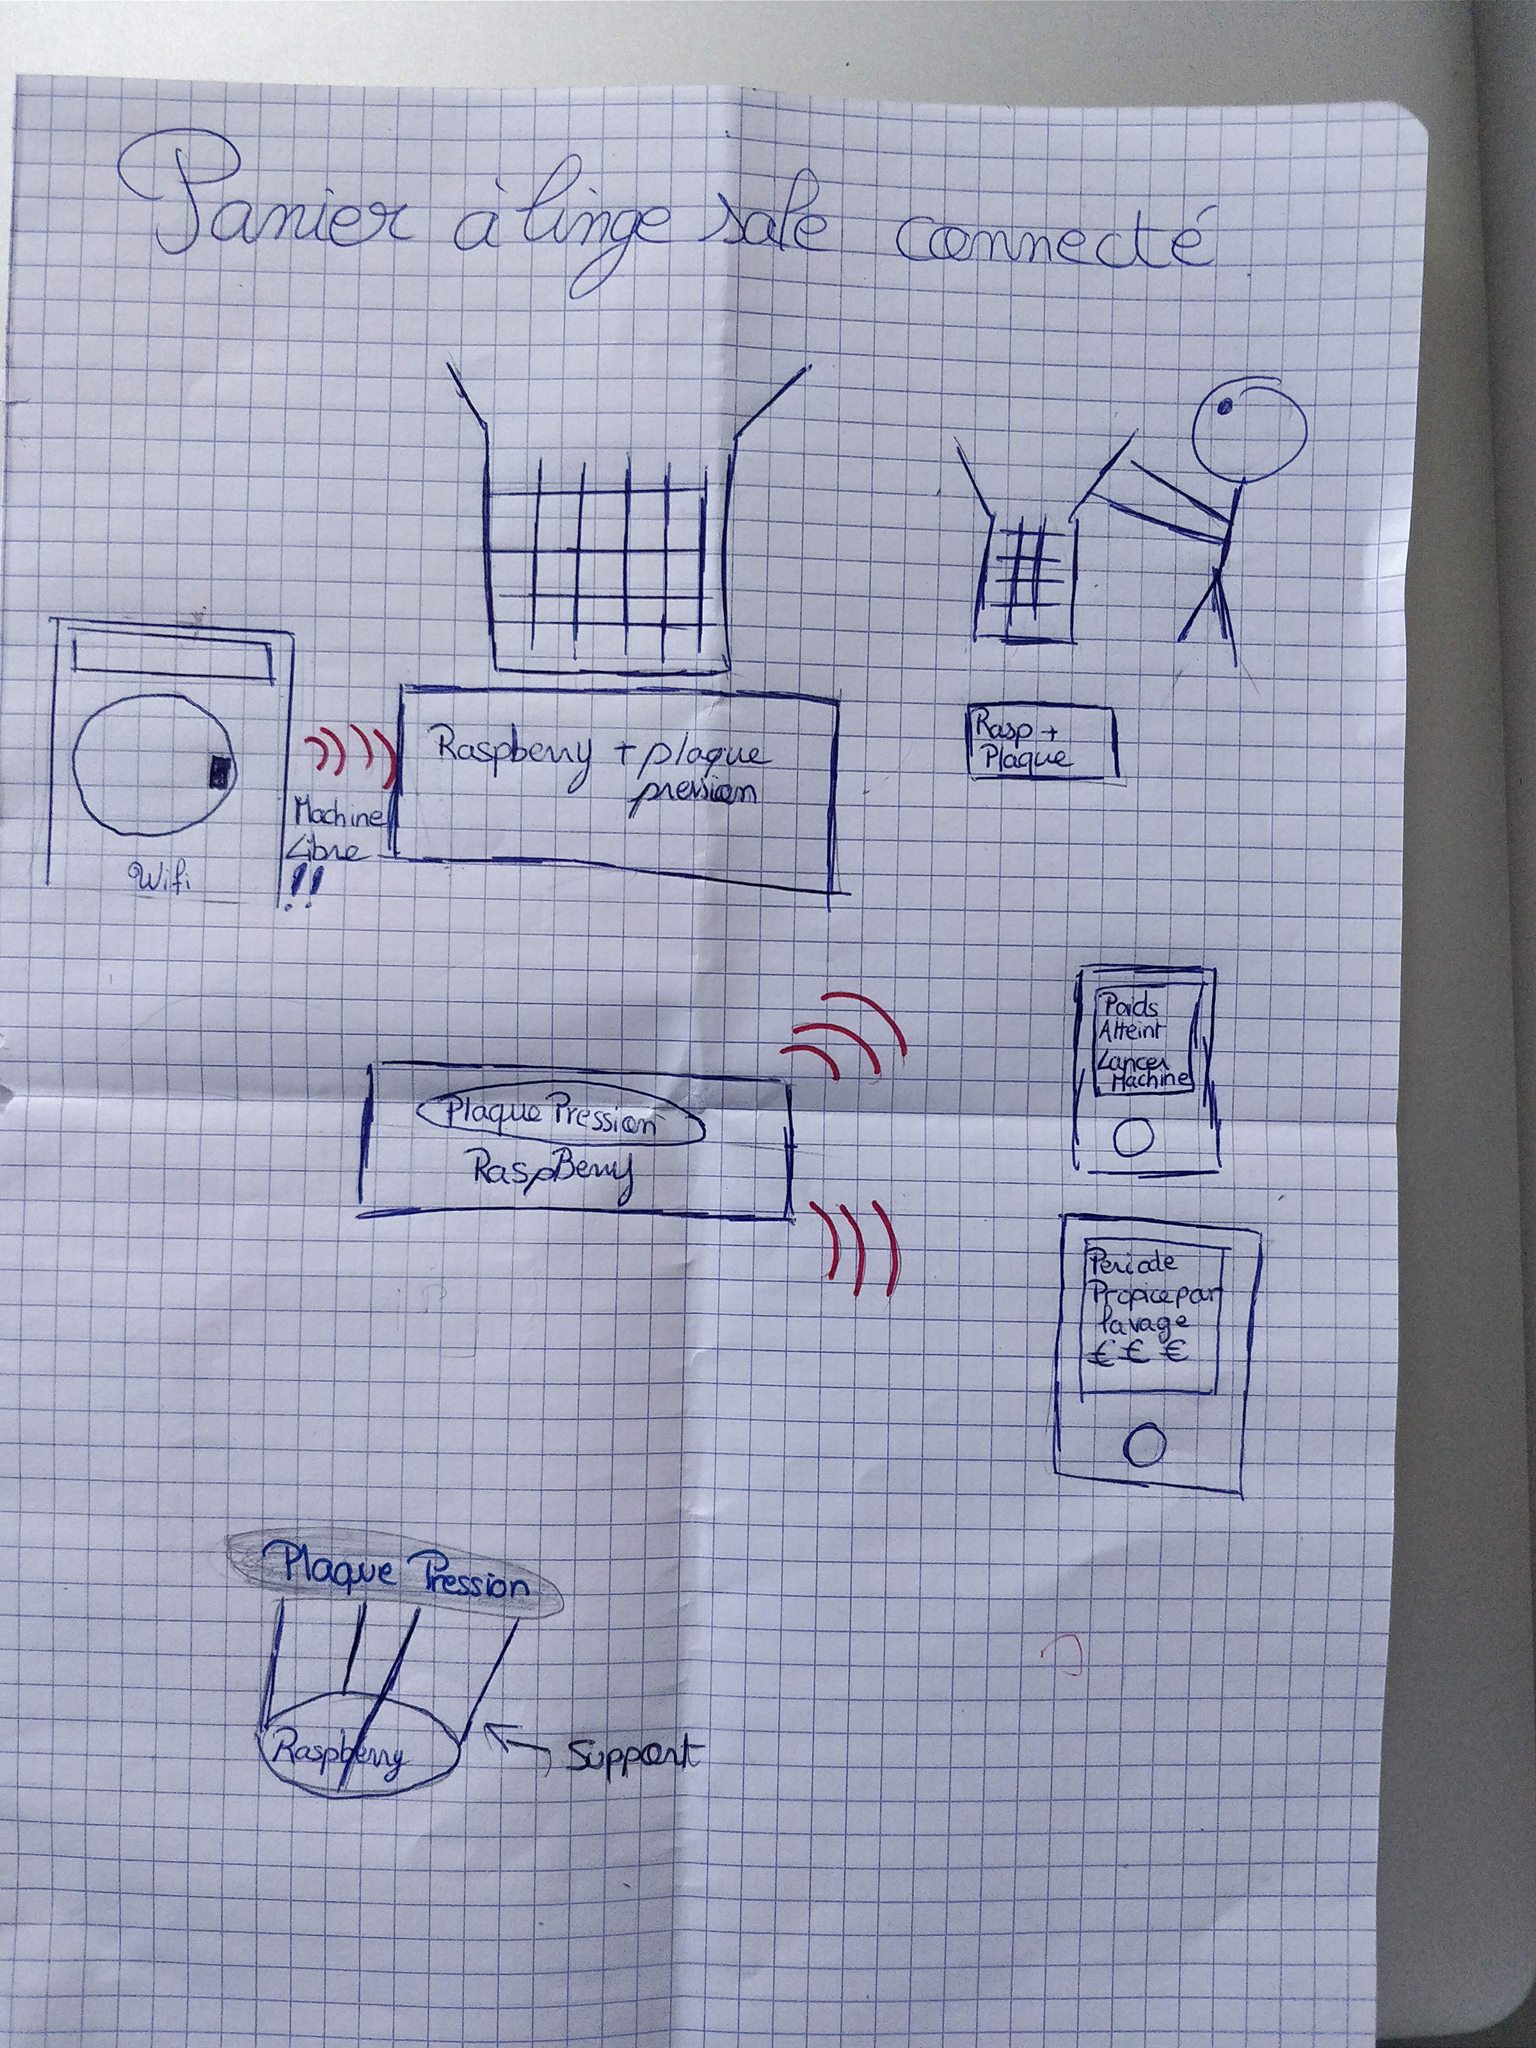 Panier à linge sale connecté
Raspberry + plaque
pression
Rasp +
Plaque
Machine
Libre
!!
Wifi
Poids
Atteint
Lancer
Machine
Plaque Pression
RaspBerry
Periode
Propice par
lavage
€ € €
Plaque Pression
Raspberry
Support